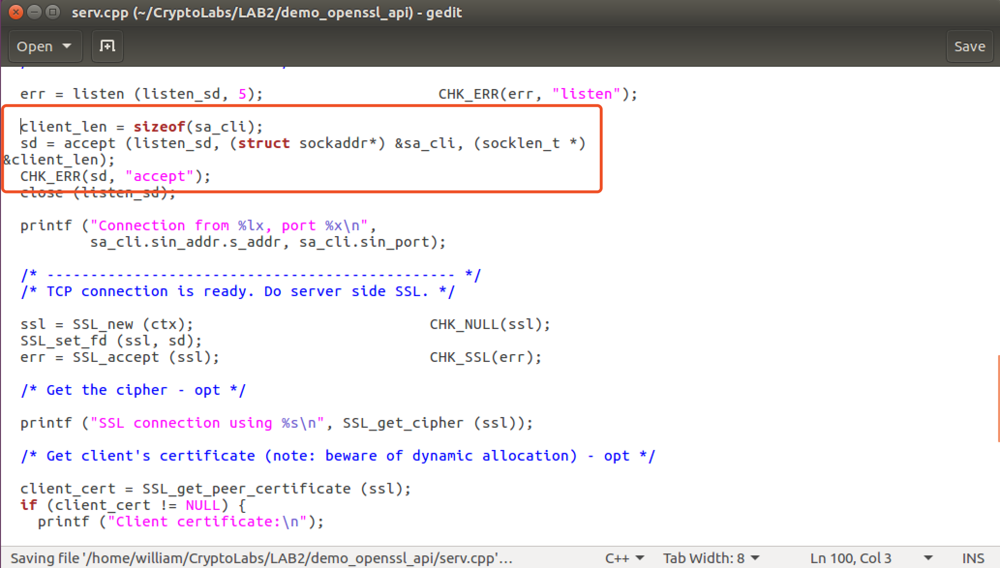 serv.cpp (~/CryptoLabs/LAB2/demo_openssl_api) - gedit
Open
Save
err = listen (listen_sd, 5);                    CHK_ERR(err, "listen");
client_len = sizeof(sa_cli);
sd = accept (listen_sd, (struct sockaddr*) &sa_cli, (socklen_t *)
&client_len);
CHK_ERR(sd, "accept");
close (listen_sd);
printf ("Connection from %lx, port %x\n",
sa_cli.sin_addr.s_addr, sa_cli.sin_port);
/* ----------------------------------------------- */
/* TCP connection is ready. Do server side SSL. */
ssl = SSL_new (ctx);                           CHK_NULL(ssl);
SSL_set_fd (ssl, sd);
err = SSL_accept (ssl);                        CHK_SSL(err);
/* Get the cipher - opt */
printf ("SSL connection using %s\n", SSL_get_cipher (ssl));
/* Get client's certificate (note: beware of dynamic allocation) - opt */
client_cert = SSL_get_peer_certificate (ssl);
if (client_cert != NULL) {
printf ("Client certificate:\n");
Saving file '/home/william/CryptoLabs/LAB2/demo_openssl_api/serv.cpp'... C++ Tab Width: 8 Ln 100, Col 3 INS